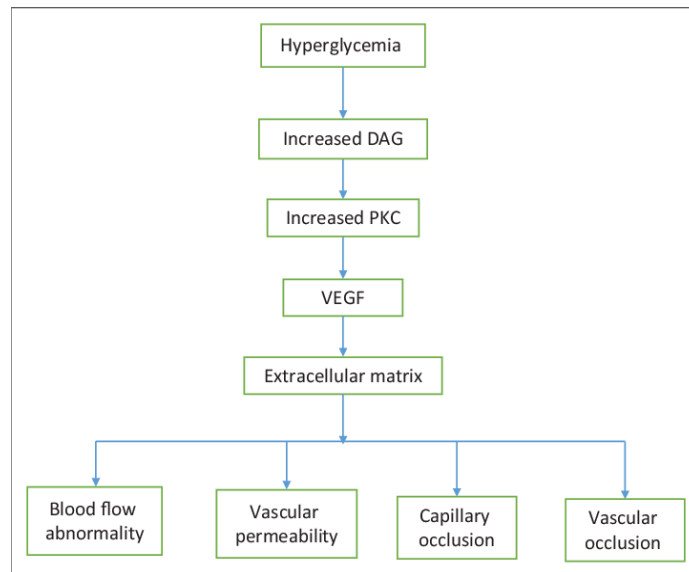 Hyperglycemia
Increased DAG
Increased PKC
VEGF
Extracellular matrix
Blood flow
abnormality
Vascular
permeability
Capillary
occlusion
Vascular
occlusion